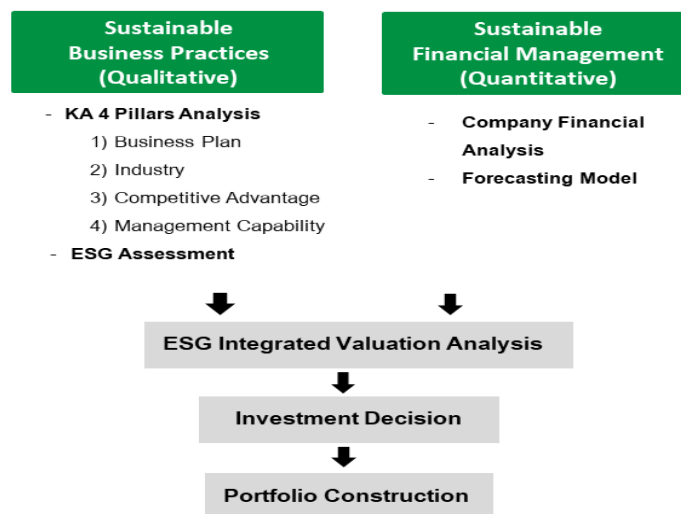 Sustainable
Business Practices
(Qualitative)
- KA 4 Pillars Analysis
1) Business Plan
2) Industry
3) Competitive Advantage
4) Management Capability
- ESG Assessment
Sustainable
Financial Management
(Quantitative)
- Company Financial
Analysis
- Forecasting Model
ESG Integrated Valuation Analysis
Investment Decision
Portfolio Construction